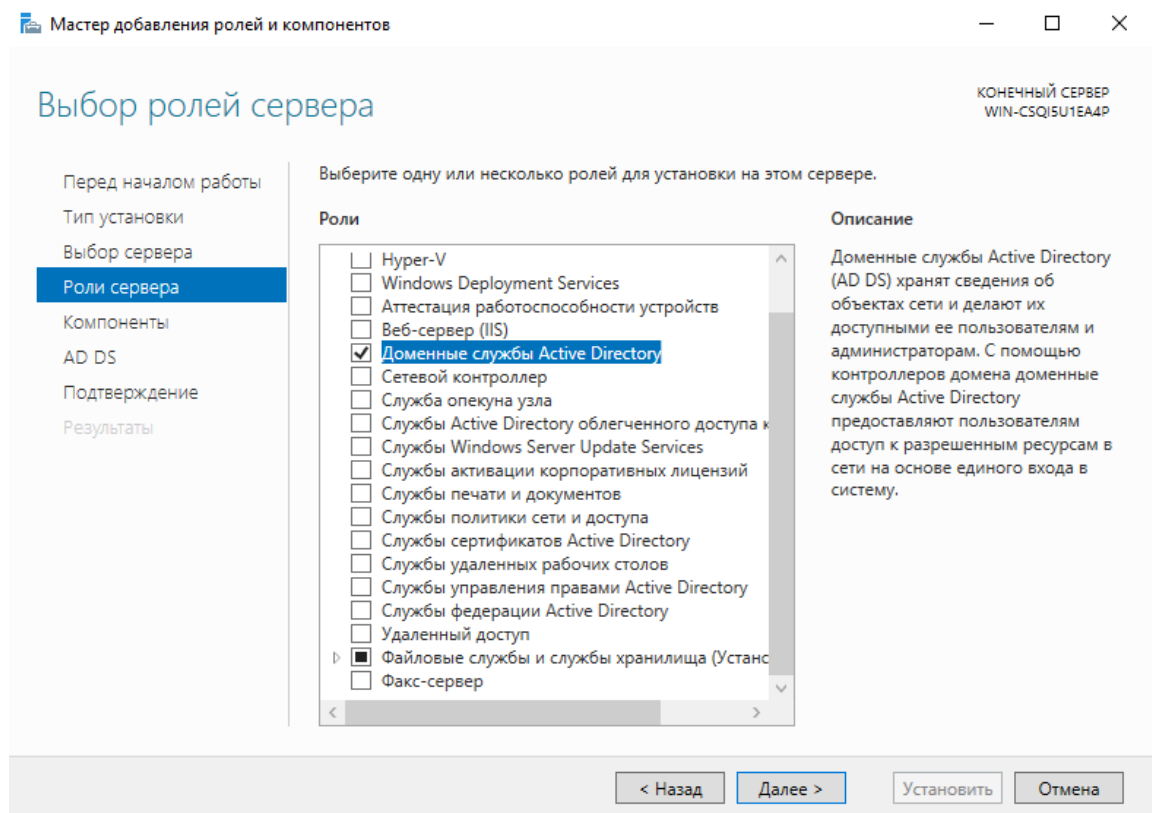 Мастер добавления ролей и компонентов
Выбор ролей сервера
КОНЕЧНЫЙ СЕРВЕР
WIN-CSQI5U1EA4P
Перед началом работы
Тип установки
Выбор сервера
Роли сервера
Компоненты
AD DS
Подтверждение
Результаты
Выберите одну или несколько ролей для установки на этом сервере.
Роли
Hyper-V
Windows Deployment Services
Аттестация работоспособности устройств
Веб-сервер (IIS)
Доменные службы Active Directory
Сетевой контроллер
Служба опекуна узла
Службы Active Directory облегченного доступа к
Службы Windows Server Update Services
Службы активации корпоративных лицензий
Службы печати и документов
Службы политики сети и доступа
Службы сертификатов Active Directory
Службы удаленных рабочих столов
Службы управления правами Active Directory
Службы федерации Active Directory
Удаленный доступ
Файловые службы и службы хранилища (Устанс
Факс-сервер
Описание
Доменные службы Active Directory
(AD DS) хранят сведения об
объектах сети и делают их
доступными ее пользователям и
администраторам. С помощью
контроллеров домена доменные
службы Active Directory
предоставляют пользователям
доступ к разрешенным ресурсам в
сети на основе единого входа в
систему.
< Назад
Далее >
Установить
Отмена